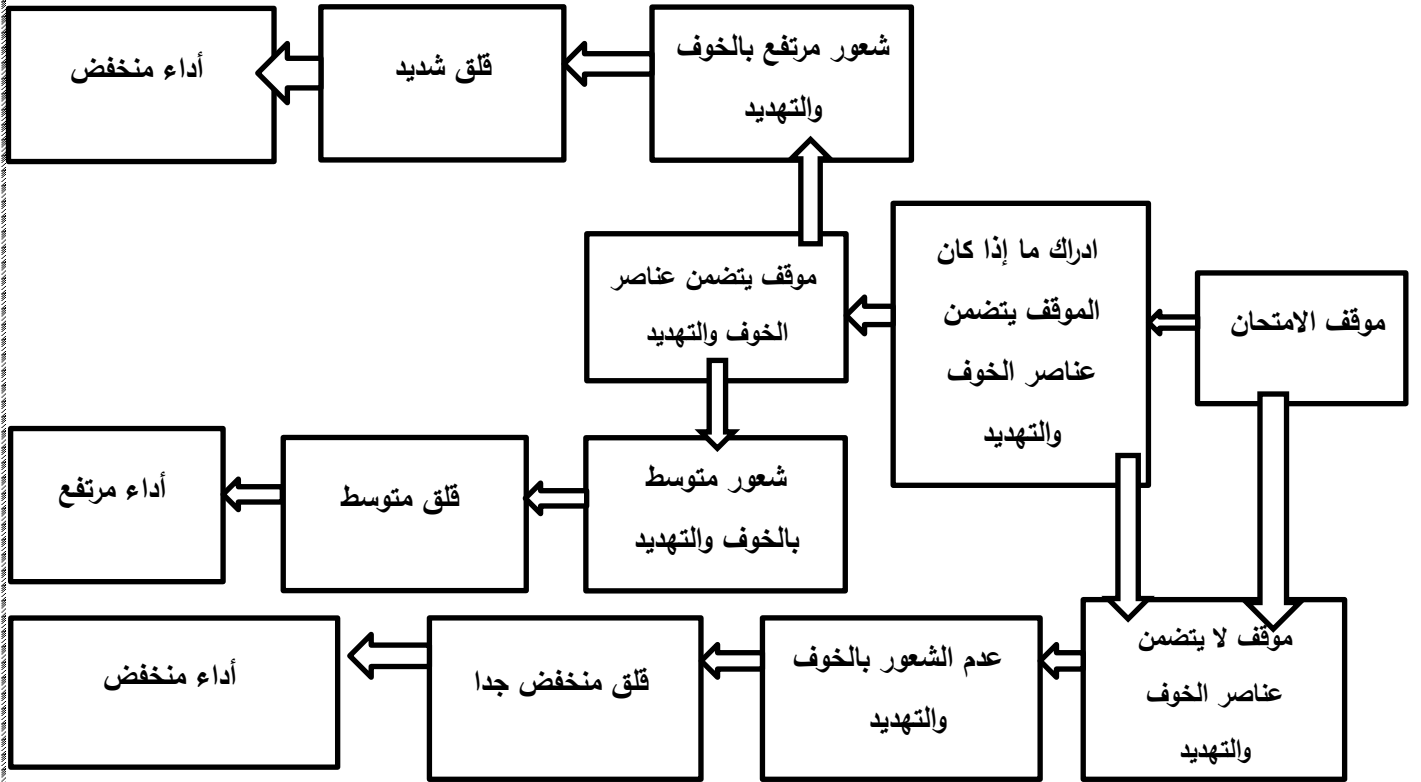 شعور مرتفع بالخوف
والتهديد
قلق شديد
أداء منخفض
موقف الامتحان
ادراك ما إذا كان
الموقف يتضمن
عناصر الخوف
والتهديد
موقف يتضمن عناصر
الخوف والتهديد
شعور متوسط
بالخوف والتهديد
قلق متوسط
أداء مرتفع
موقف لا يتضمن
عناصر الخوف
والتهديد
عدم الشعور بالخوف
والتهديد
قلق منخفض جدا
أداء منخفض